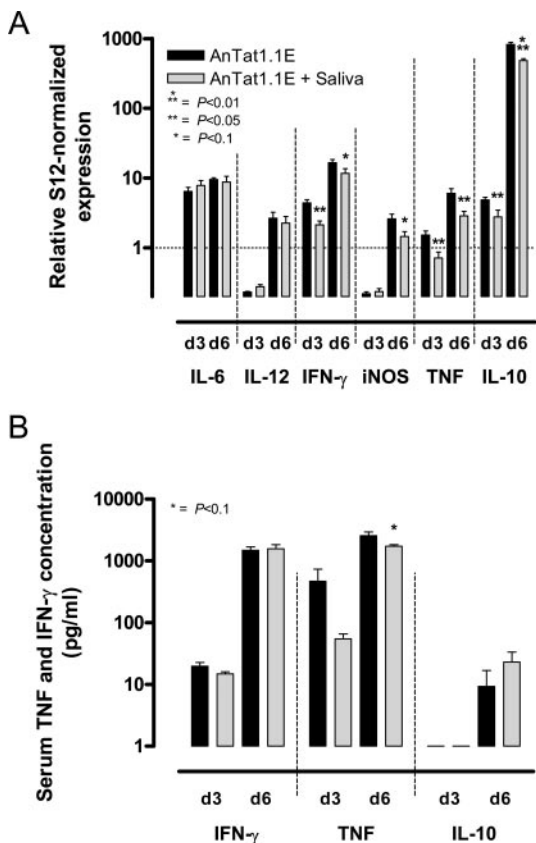 A
Relative S12-normalized
expression
1000
100
10
1
AnTat1.1E
AnTat1.1E + Saliva
*
** = P<0.01
** = P<0.05
* = P<0.1
** * * ** ** ** *
**
d3 d6 d3 d6 d3 d6 d3 d6 d3 d6 d3 d6
IL-6 IL-12 IFN-γ iNOS TNF IL-10
B
Serum TNF and IFN-γ concentration
(pg/ml)
10000
1000
100
10
1
* = P<0.1
*
d3 d6 d3 d6 d3 d6
IFN-γ TNF IL-10